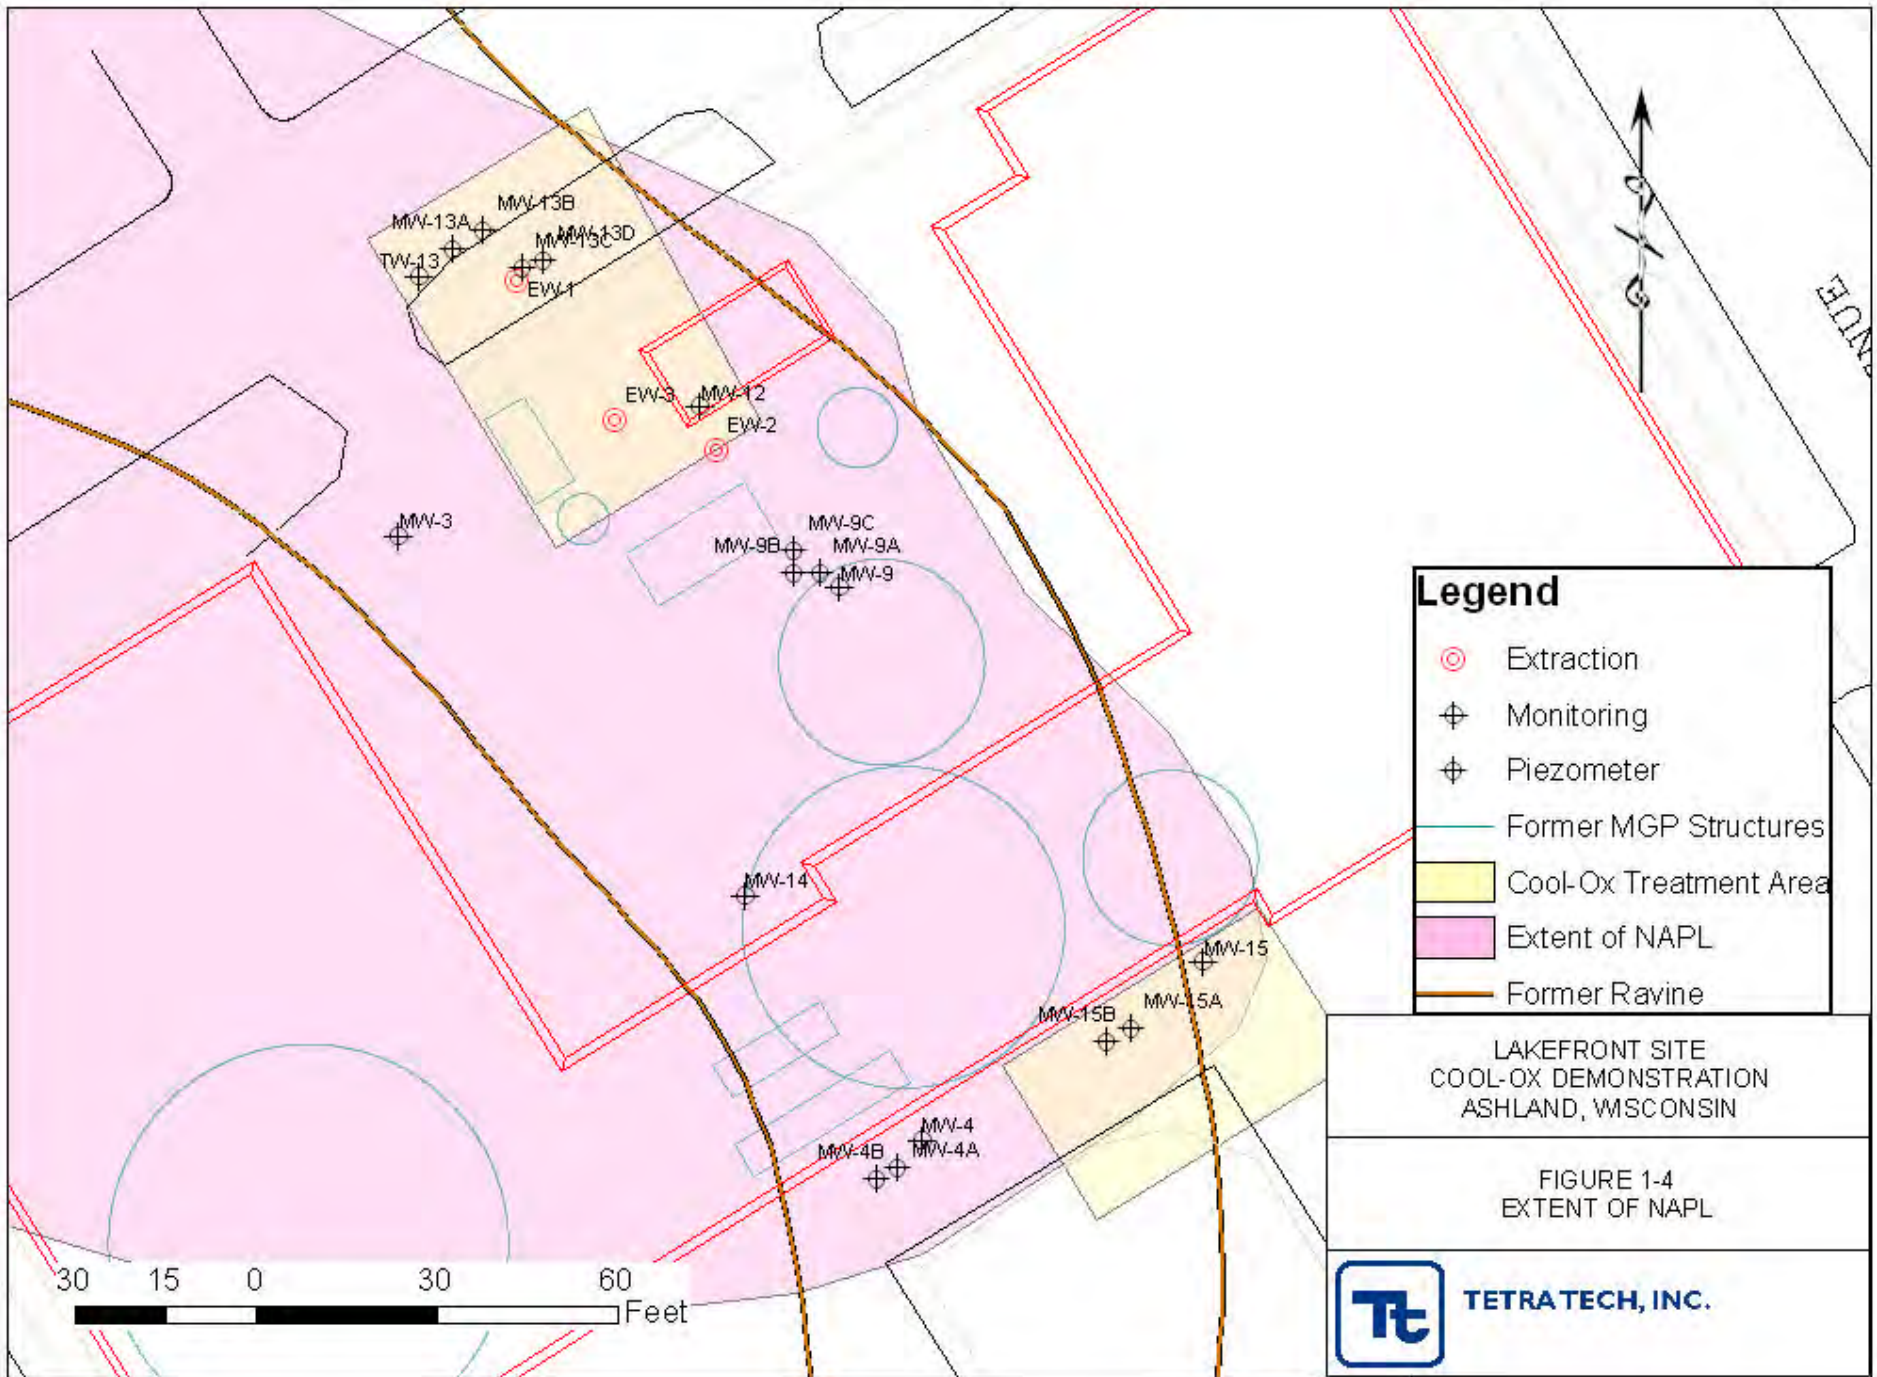 MW-13B
MW-13A
MW-13D
MW-13C
TW-13
EW-1
EW-3
MW-12
EW-2
MW-3
MW-9C
MW-9B
MW-9A
MW-9
MW-14
MW-15
MW-15A
MW-15B
MW-4
MW-4B
MW-4A
NUE
Legend
Extraction
Monitoring
Piezometer
Former MGP Structures
Cool-Ox Treatment Area
Extent of NAPL
Former Ravine
LAKEFRONT SITE
COOL-OX DEMONSTRATION
ASHLAND, WISCONSIN
FIGURE 1-4
EXTENT OF NAPL
Tt
TETRATECH, INC.
30 15 0 30 60
Feet